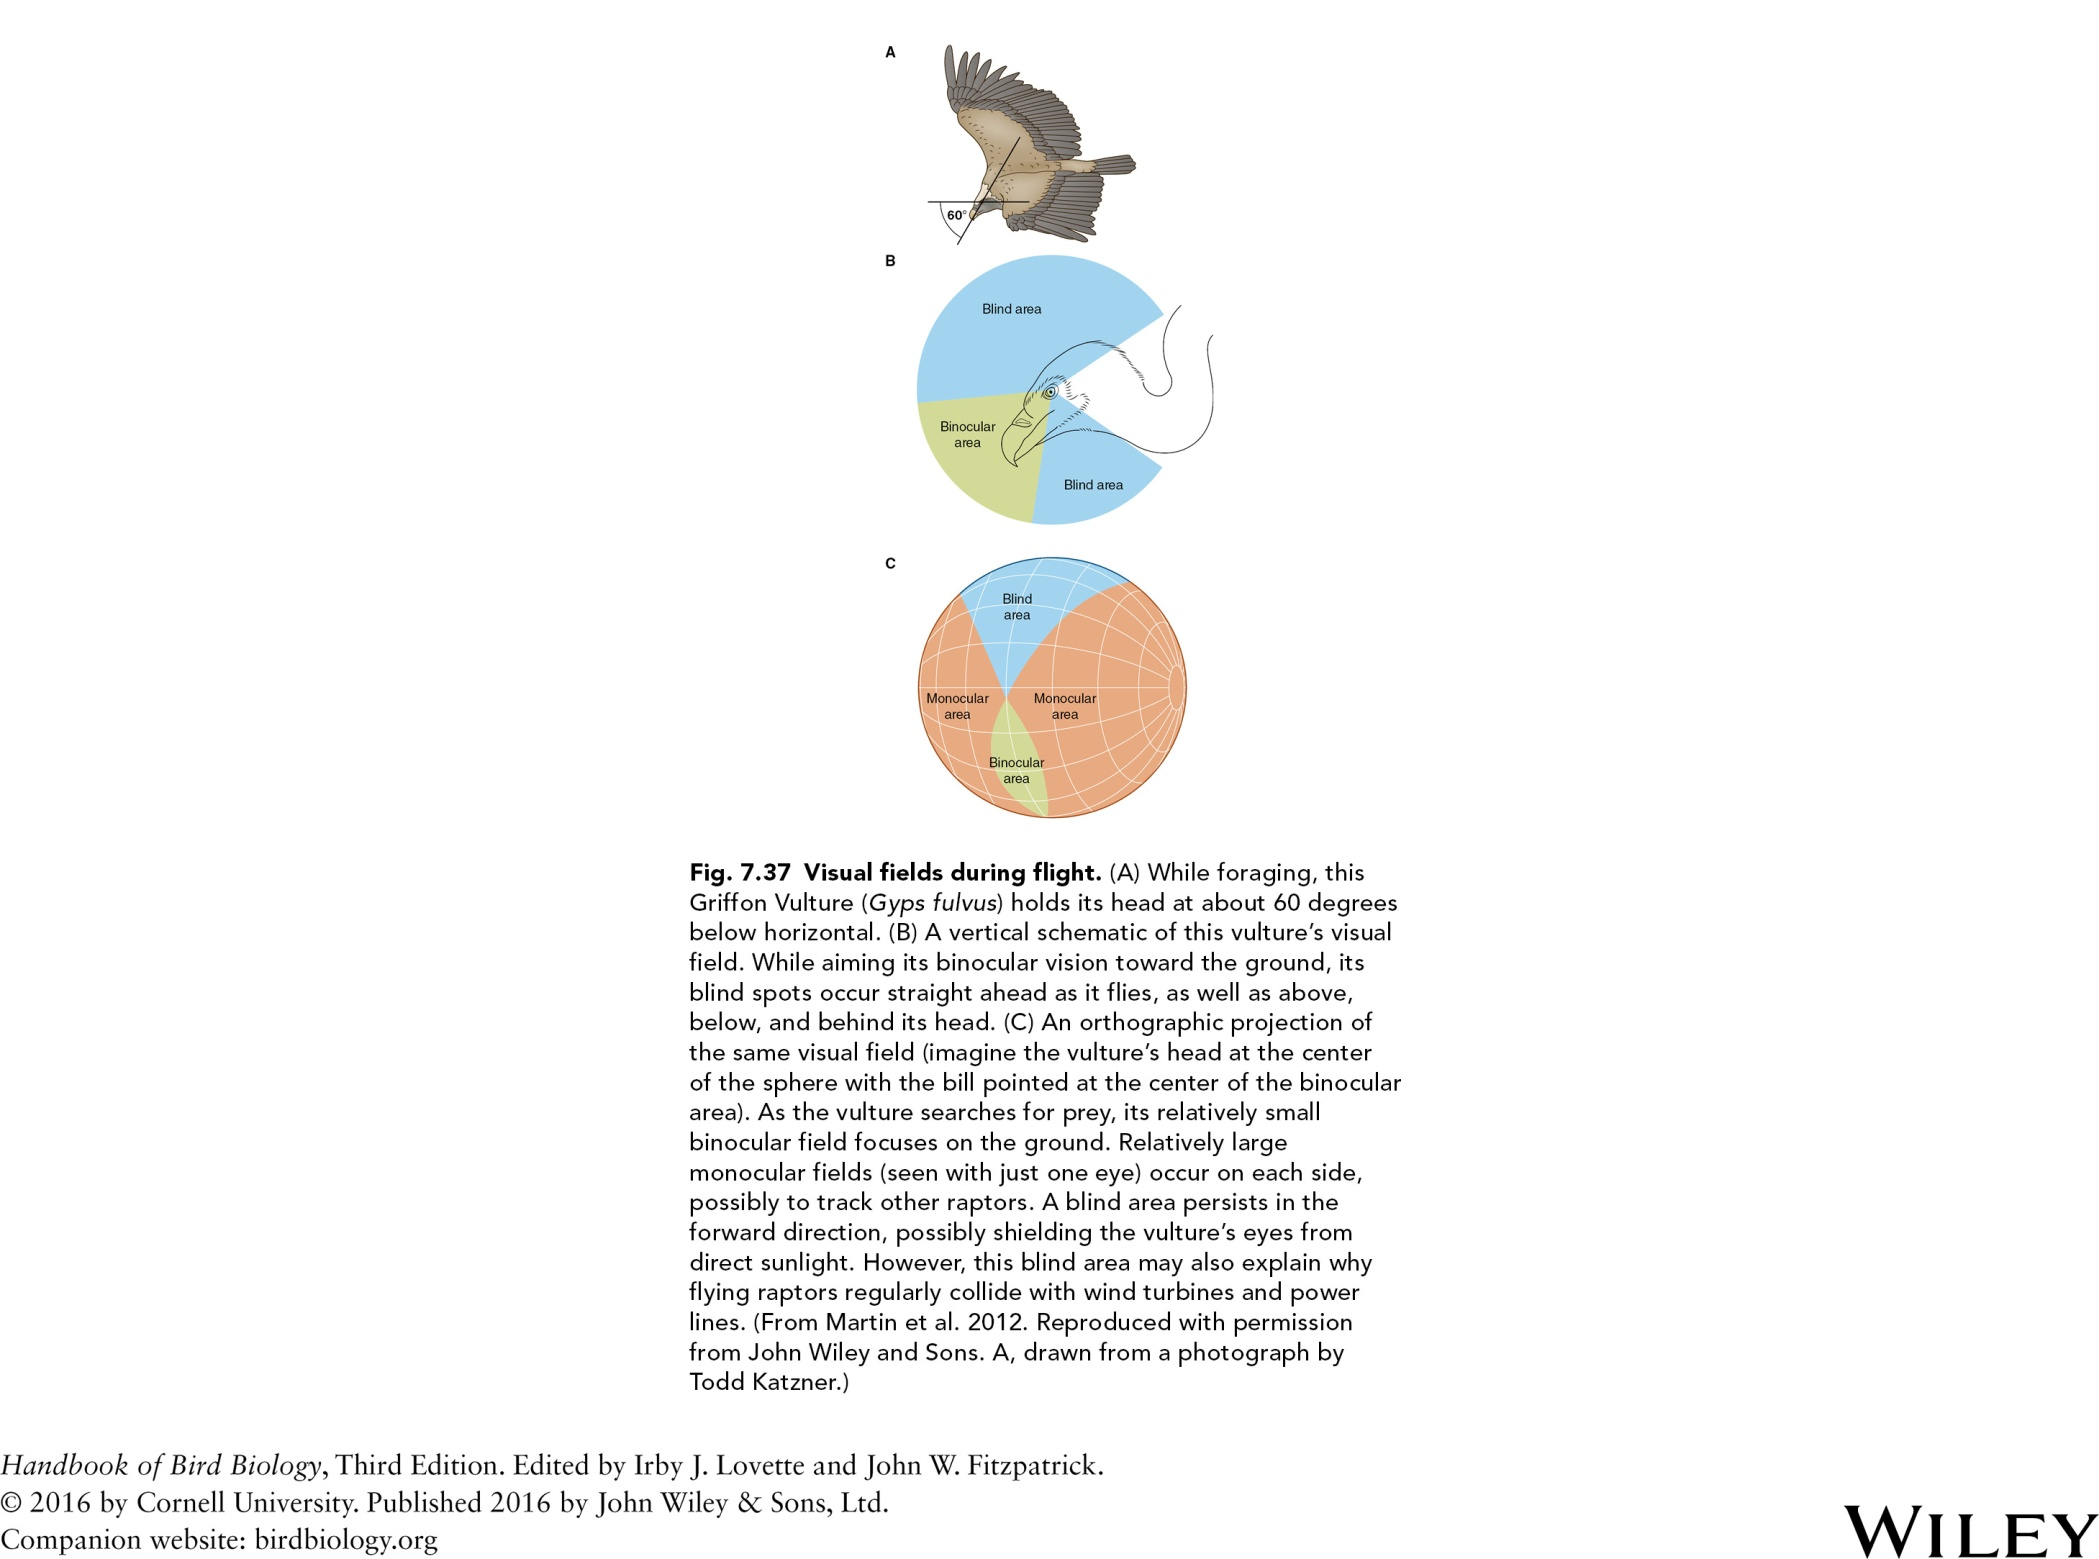 A
60°
B
Blind area
Binocular
area
Blind area
C
Blind
area
Monocular
area
Monocular
area
Binocular
area
Fig. 7.37 Visual fields during flight. (A) While foraging, this
Griffon Vulture (Gyps fulvus) holds its head at about 60 degrees
below horizontal. (B) A vertical schematic of this vulture’s visual
field. While aiming its binocular vision toward the ground, its
blind spots occur straight ahead as it flies, as well as above,
below, and behind its head. (C) An orthographic projection of
the same visual field (imagine the vulture’s head at the center
of the sphere with the bill pointed at the center of the binocular
area). As the vulture searches for prey, its relatively small
binocular field focuses on the ground. Relatively large
monocular fields (seen with just one eye) occur on each side,
possibly to track other raptors. A blind area persists in the
forward direction, possibly shielding the vulture’s eyes from
direct sunlight. However, this blind area may also explain why
flying raptors regularly collide with wind turbines and power
lines. (From Martin et al. 2012. Reproduced with permission
from John Wiley and Sons. A, drawn from a photograph by
Todd Katzner.)
Handbook of Bird Biology, Third Edition. Edited by Irby J. Lovette and John W. Fitzpatrick.
© 2016 by Cornell University. Published 2016 by John Wiley & Sons, Ltd.
Companion website: birdbiology.org
WILEY